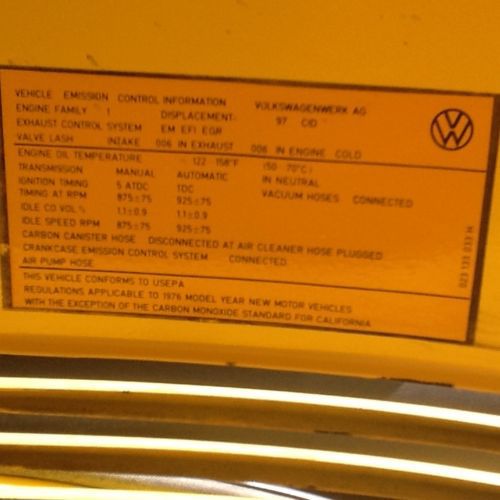 VEHICLE EMISSION CONTROL INFORMATION VOLKSWAGENWERK AG
ENGINE FAMILY 1 DISPLACEMENT: 97 CID
EXHAUST CONTROL SYSTEM EM EFI EGR
VALVE LASH INTAKE .006 IN EXHAUST .006 IN ENGINE COLD
ENGINE OIL TEMPERATURE 122 158°F (50 70°C)
TRANSMISSION MANUAL AUTOMATIC IN NEUTRAL
IGNITION TIMING 5 ATDC TDC VACUUM HOSES CONNECTED
TIMING AT RPM 875±75 925±75
IDLE CO VOL% 1.1±0.9 1.1±0.9
IDLE SPEED RPM 875±75 925±75
CARBON CANISTER HOSE DISCONNECTED AT AIR CLEANER HOSE PLUGGED
CRANKCASE EMISSION CONTROL SYSTEM CONNECTED
AIR PUMP HOSE
THIS VEHICLE CONFORMS TO USEPA
REGULATIONS APPLICABLE TO 1976 MODEL YEAR NEW MOTOR VEHICLES
WITH THE EXCEPTION OF THE CARBON MONOXIDE STANDARD FOR CALIFORNIA
VW
023 133 033 H